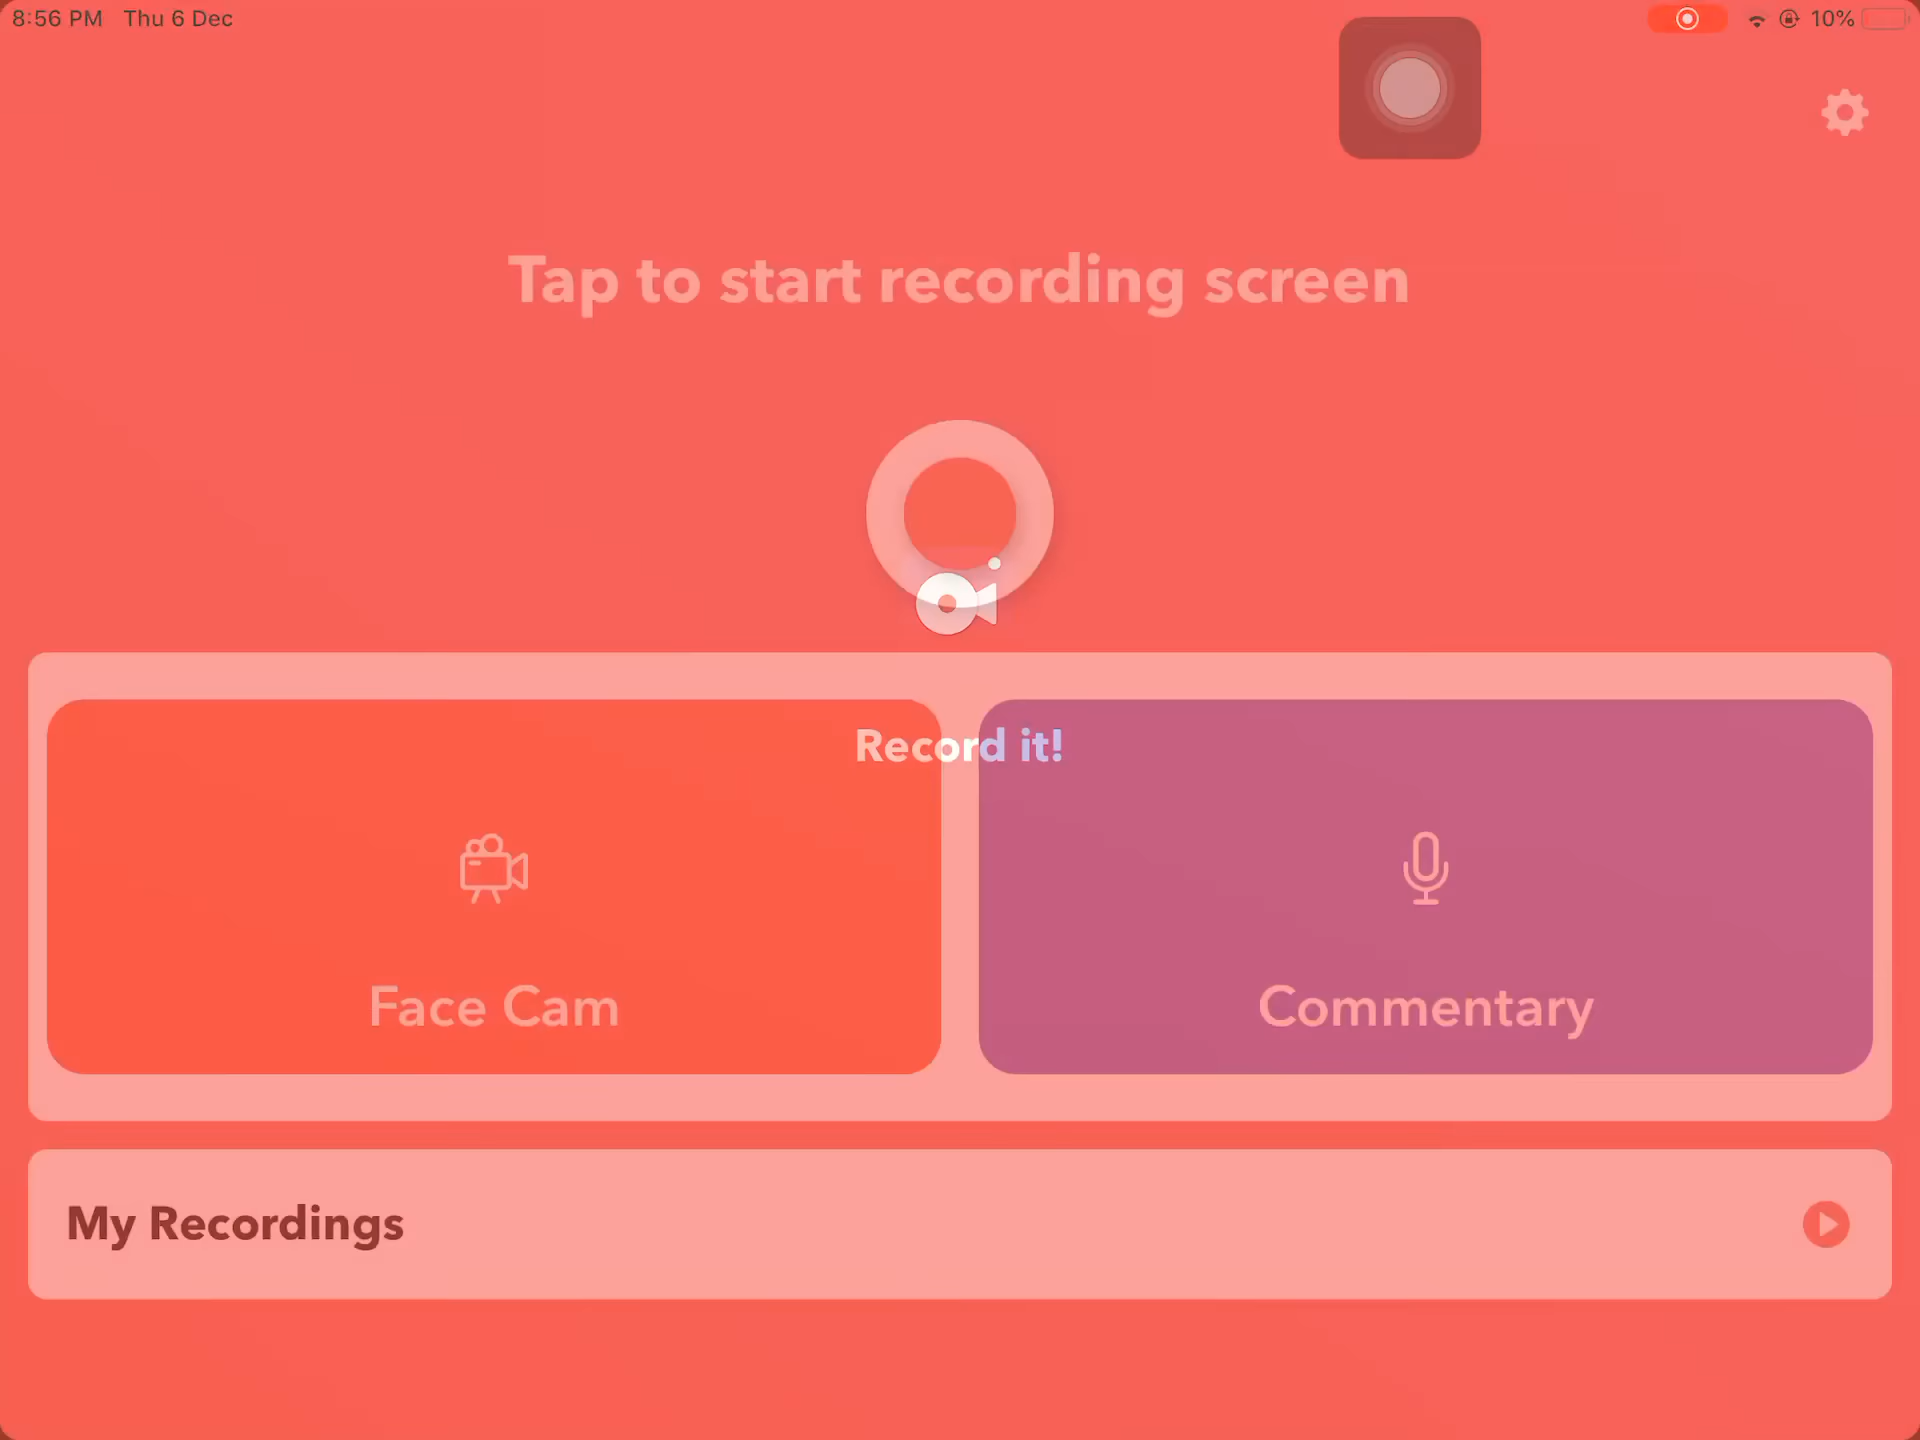 8:56 PM Thu 6 Dec 10%
Tap to start recording screen
Record it!
Face Cam
Commentary
My Recordings